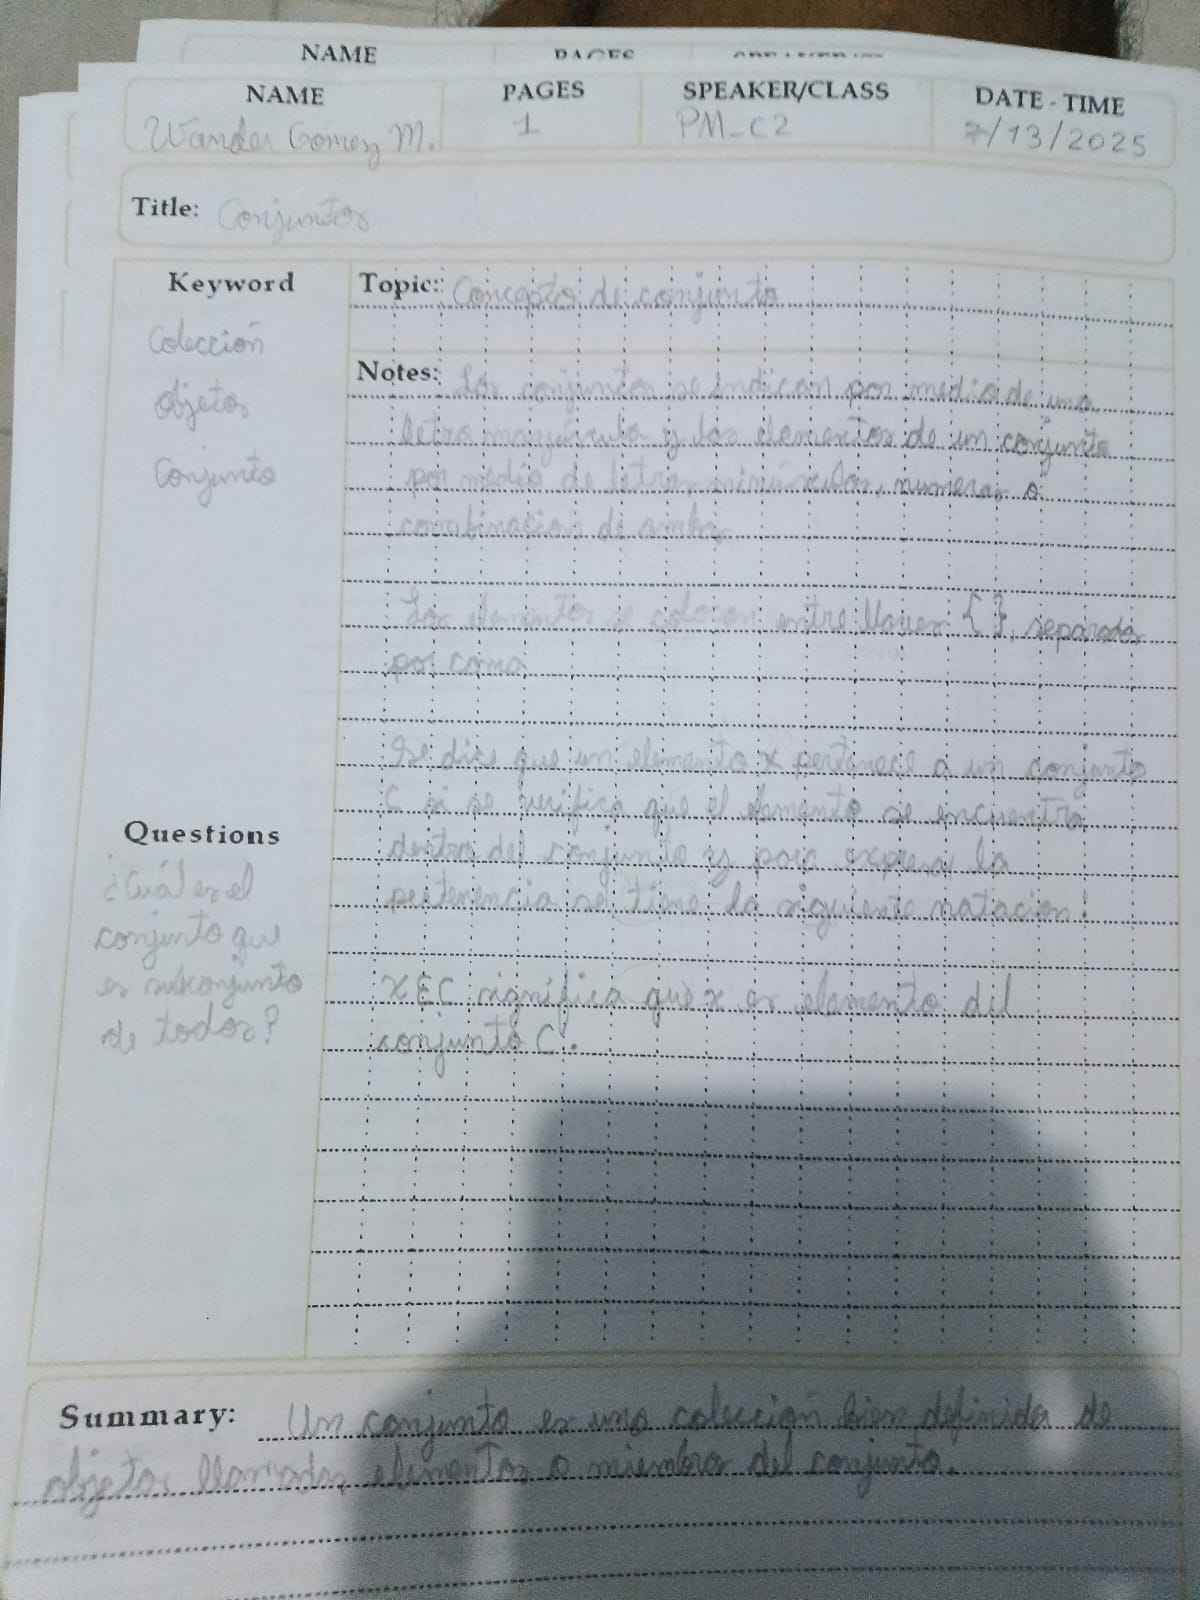 NAME PAGES
NAME PAGES SPEAKER/CLASS DATE - TIME
Wander Gomez M. 1 PM-C2 7/13/2025
Title: Conjuntos
Keyword
Colección
Objetos
Conjunto
Topic: Concepto de conjunto
Notes: Los conjuntos se indican por medio de una
letra mayúscula y los elementos de un conjunto
por medio de letras minúsculas, numeros o
combinacion de ambos
Los elementos se colocan entre llaves { }, separados
por coma
Se dice que un elemento x pertenece a un conjunto
C si se verifica que el elemento se encuentra
dentro del conjunto y para expresar la
pertenencia se tiene la siguiente notacion:
x∈C significa que x es elemento del
conjunto C.
Questions
¿Cuál es el
conjunto que
es subconjunto
de todos?
Summary: Un conjunto es una colección bien definida de
objetos llamados elementos o miembros del conjunto.